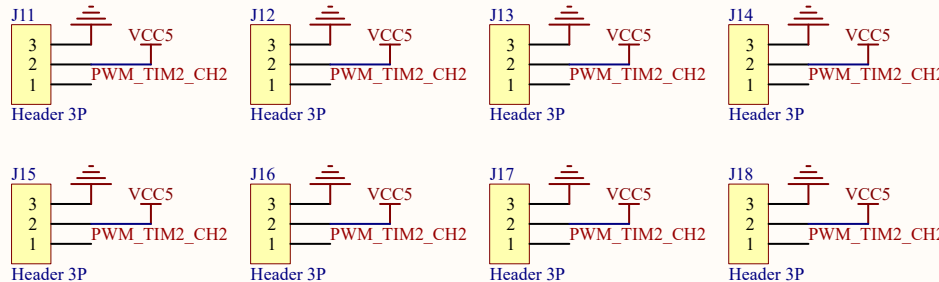 J11
3
VCC5
2
PWM_TIM2_CH2
1
Header 3P
J12
3
VCC5
2
PWM_TIM2_CH2
1
Header 3P
J13
3
VCC5
2
PWM_TIM2_CH2
1
Header 3P
J14
3
VCC5
2
PWM_TIM2_CH2
1
Header 3P
J15
3
VCC5
2
PWM_TIM2_CH2
1
Header 3P
J16
3
VCC5
2
PWM_TIM2_CH2
1
Header 3P
J17
3
VCC5
2
PWM_TIM2_CH2
1
Header 3P
J18
3
VCC5
2
PWM_TIM2_CH2
1
Header 3P